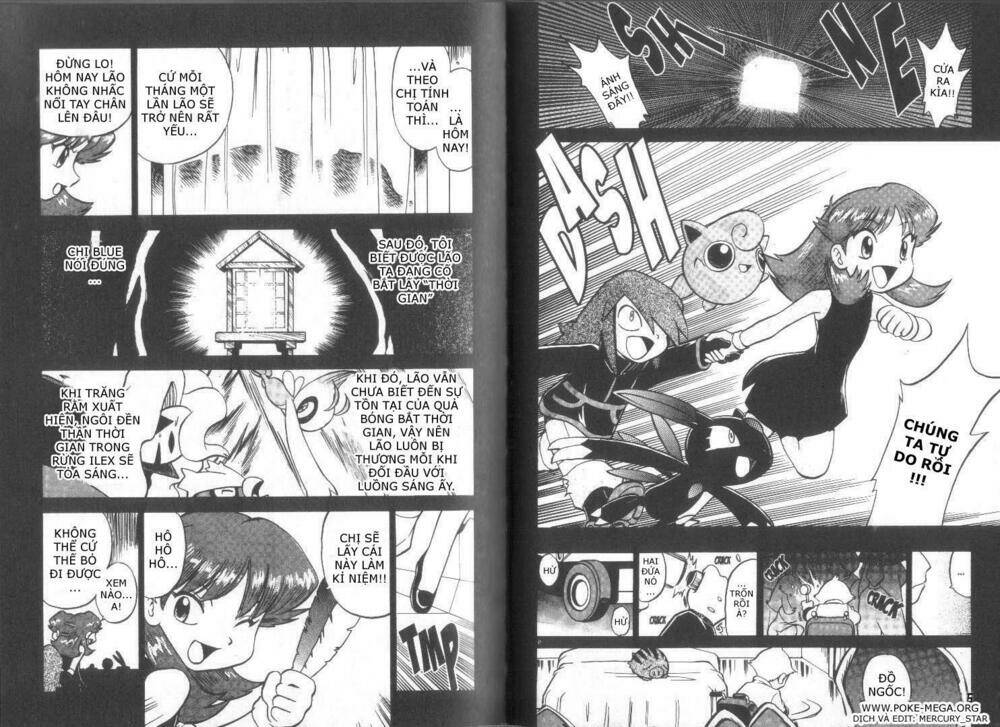 CỬA
RA
KÌA!!
SHINE
ÁNH
SÁNG
ĐẤY!!
DASH
CHÚNG
TA TỰ
DO RỒI
!!!
...
CRACK
CRACK
CRACK
CRACK
...
TRỐN
RỒI
À?
HAI
ĐỨA
NÓ
...
HỪ
HỪ
ĐỒ
NGỐC!
5
WWW.POKE-MEGA.ORG
DỊCH VÀ EDIT: MERCURY_STAR
ĐỪNG LO!
HÔM NAY LÃO
KHÔNG NHẤC
NỔI TAY CHÂN
LÊN ĐÂU!
CỨ MỖI
THÁNG MỘT
LẦN LÃO SẼ
TRỞ NÊN RẤT
YẾU...
...VÀ
THEO
CHỊ TÍNH
TOÁN
THÌ...
...
LÀ HÔM
NAY!
SAU ĐÓ, TÔI
BIẾT ĐƯỢC LÃO
TA ĐANG CỐ
BẮT LẤY "THỜI
GIAN"
CHỊ BLUE
NÓI ĐÚNG
...
KHI ĐÓ, LÃO VẪN
CHƯA BIẾT ĐẾN SỰ
TỒN TẠI CỦA QUẢ
BÓNG BẮT THỜI
GIAN, VẬY NÊN
LÃO LUÔN BỊ
THƯƠNG MỖI KHI
ĐỐI ĐẦU VỚI
LUỒNG SÁNG ẤY.
KHI TRĂNG
RẰM XUẤT
HIỆN, NGÔI ĐỀN
THẦN THỜI
GIAN TRONG
RỪNG ILEX SẼ
TỎA SÁNG...
TMP
CHỊ SẼ
LẤY CÁI
NÀY LÀM
KỈ NIỆM!!
HÔ
HÔ
HÔ...
KHÔNG
THỂ CỨ
THẾ BỎ
ĐI ĐƯỢC
...
XEM
NÀO...
A!